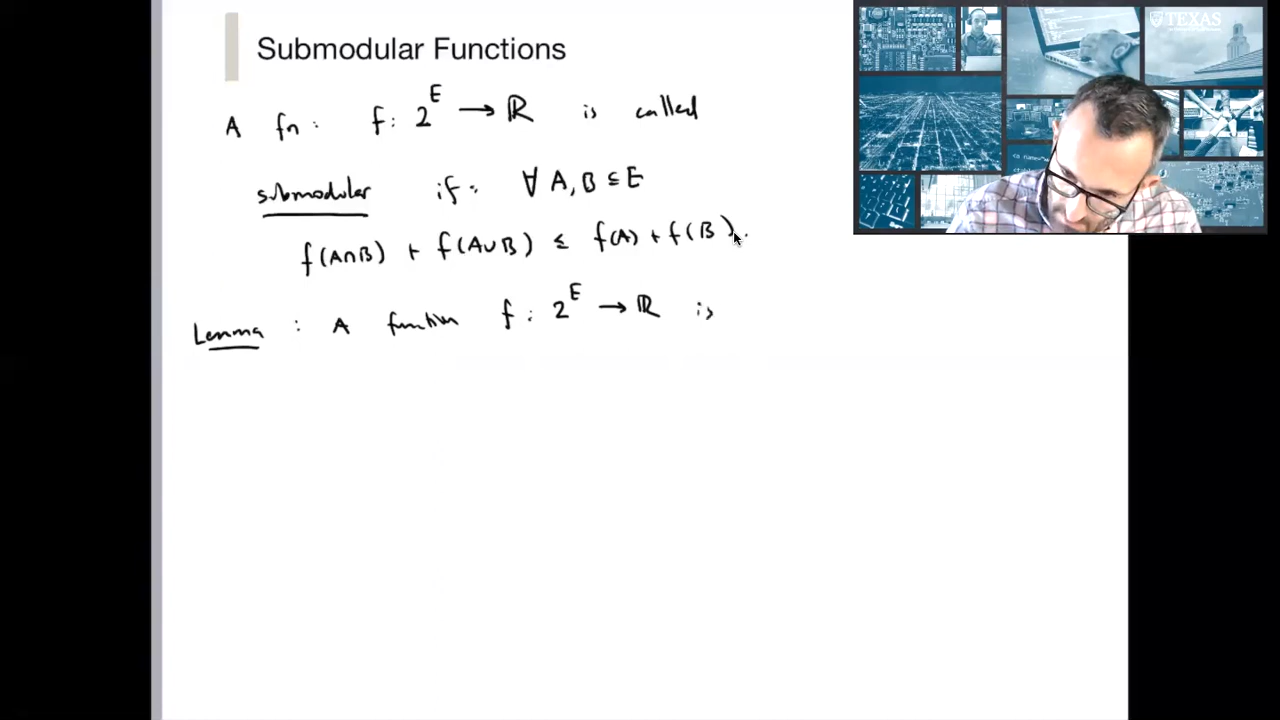 Submodular Functions
A fn: f: 2^E → ℝ is called
submodular if: ∀ A, B ⊆ E
f(A∩B) + f(A∪B) ≤ f(A) + f(B).
Lemma: A function f: 2^E → ℝ is
TEXAS